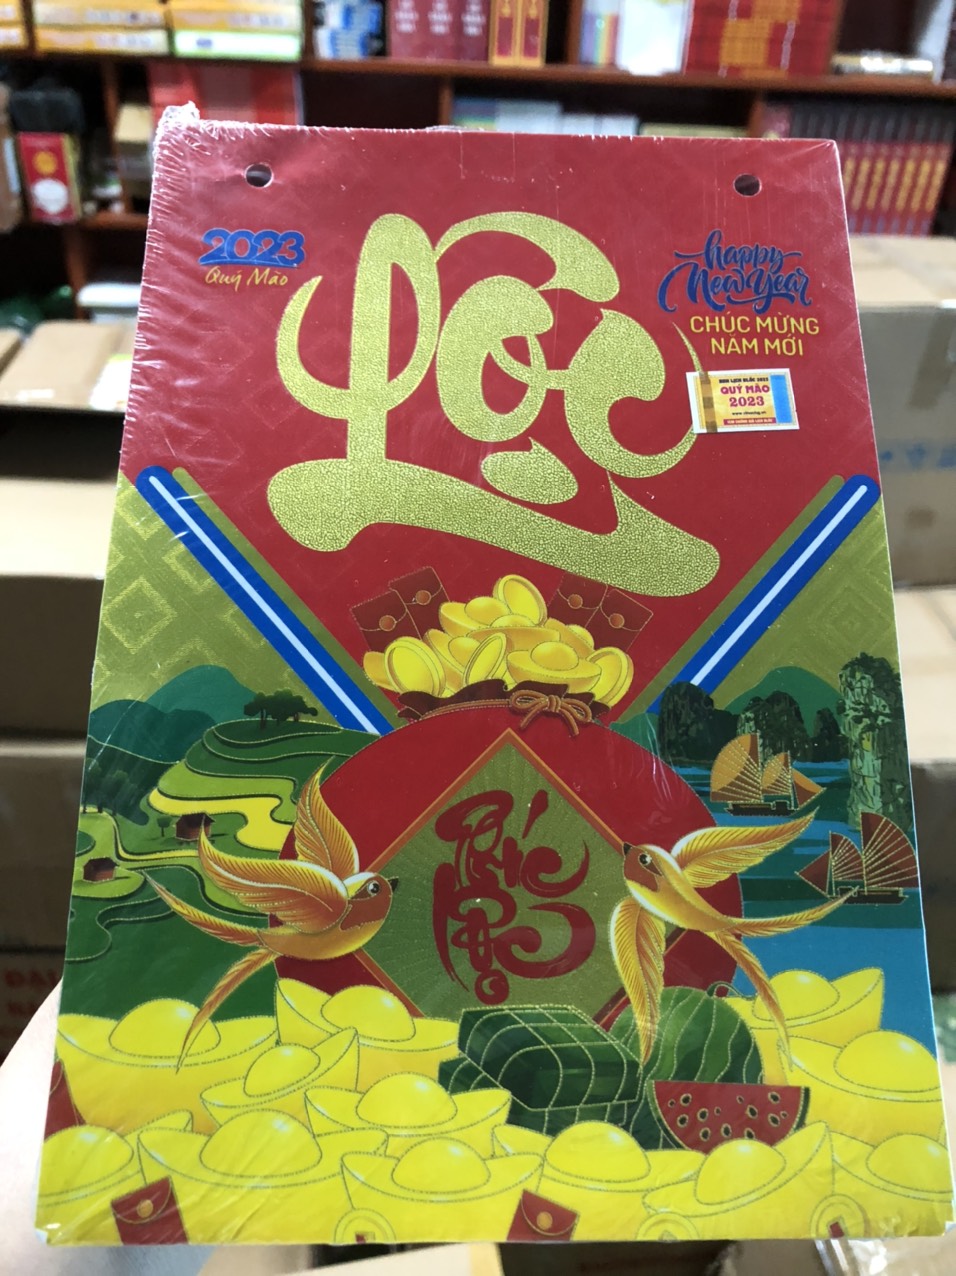 2023
Quý Mão
Lộc
happy
New Year
CHÚC MỪNG
NĂM MỚI
QUÝ MÃO
2023
Phúc
Lộc